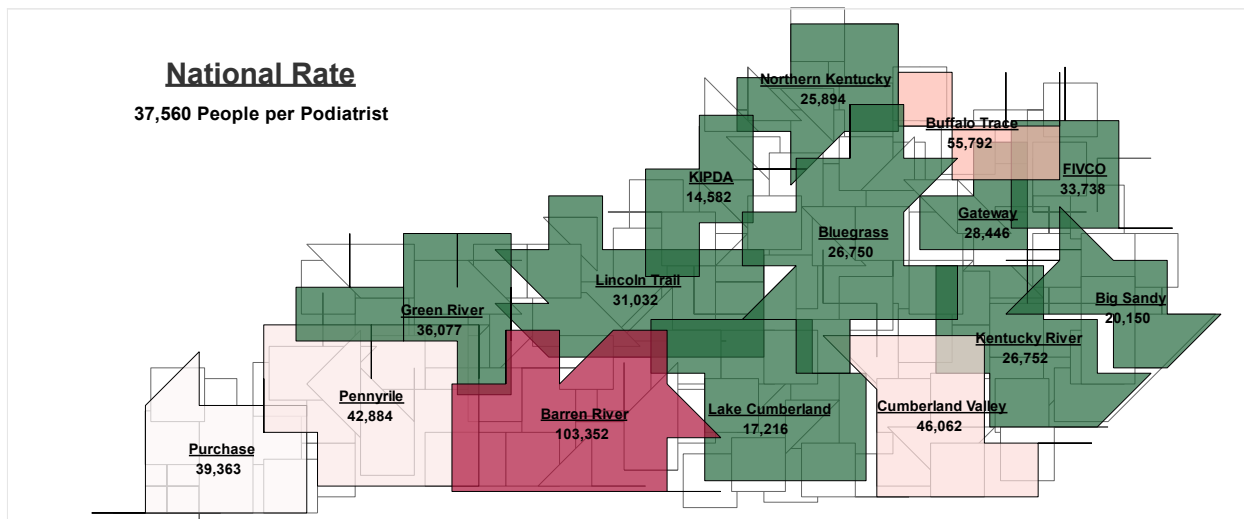 National Rate
37,560 People per Podiatrist
Northern Kentucky
25,894
Buffalo Trace
55,792
KIPDA
14,582
FIVCO
33,738
Gateway
28,446
Bluegrass
26,750
Lincoln Trail
31,032
Big Sandy
20,150
Green River
36,077
Kentucky River
26,752
Pennyrile
42,884
Barren River
103,352
Lake Cumberland
17,216
Cumberland Valley
46,062
Purchase
39,363